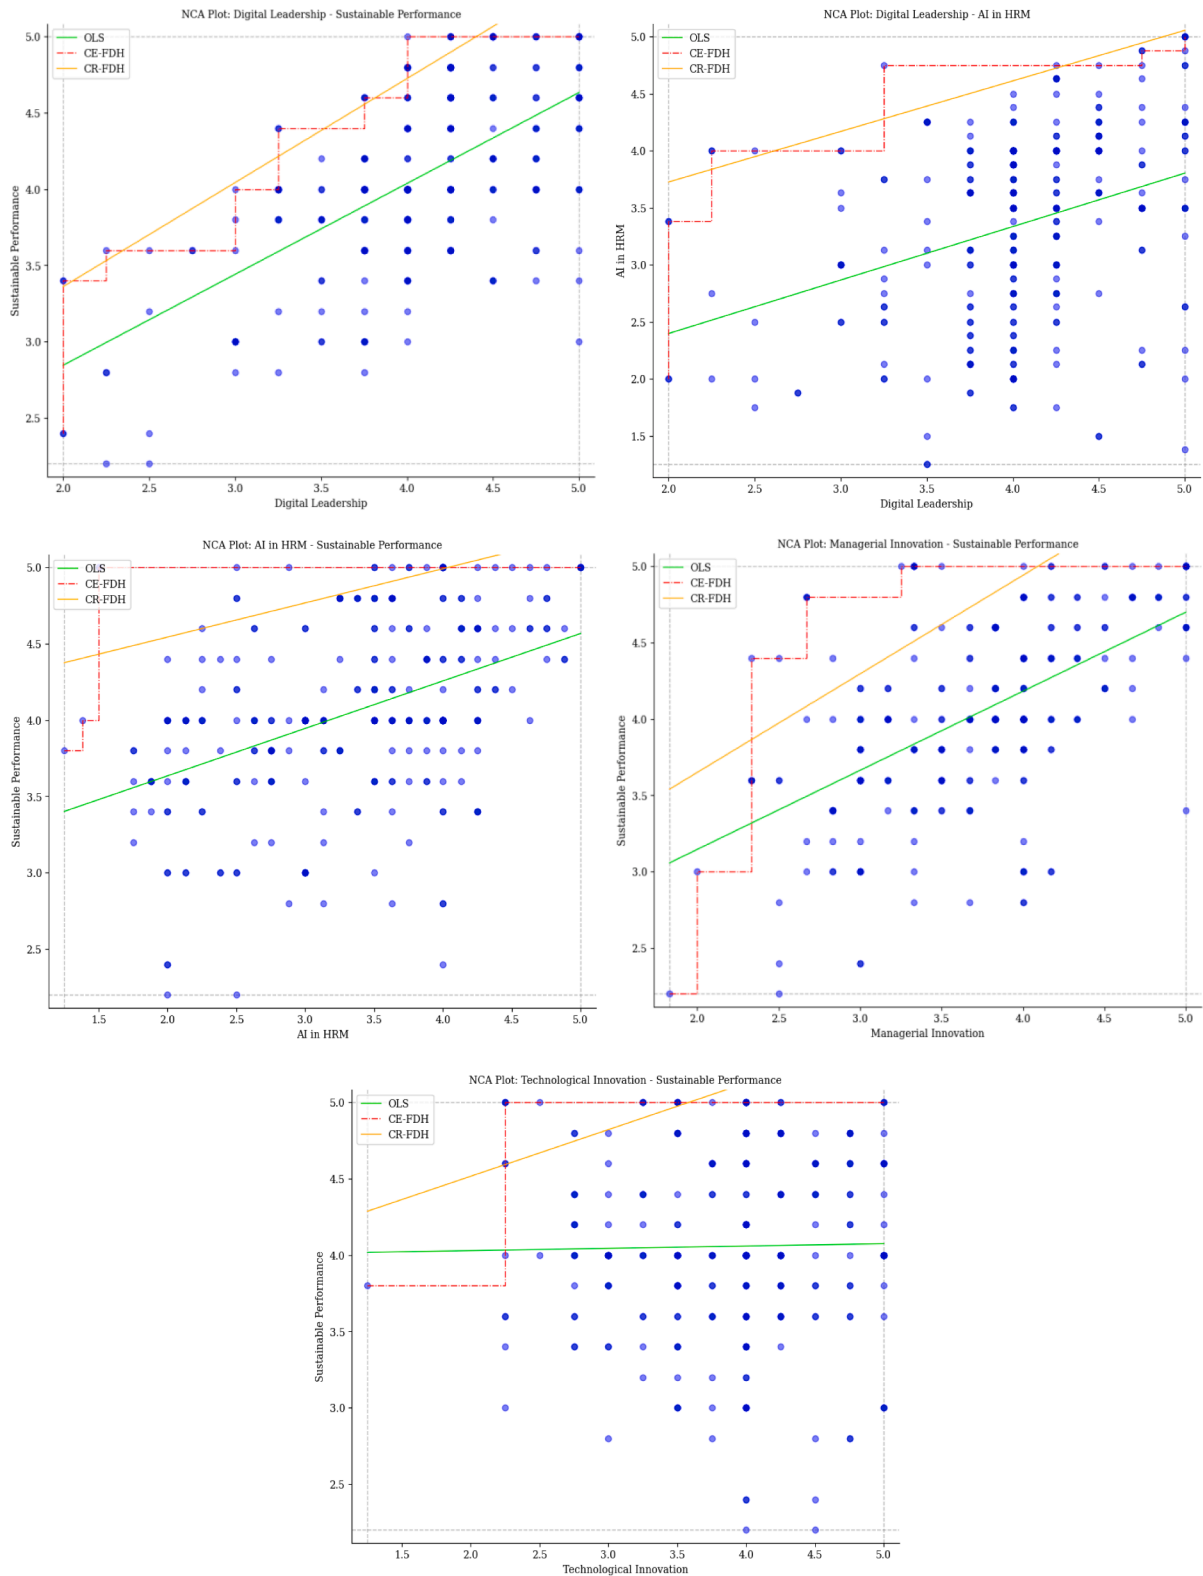 NCA Plot: Digital Leadership - Sustainable Performance
OLS
CE-FDH
CR-FDH
5.0
4.5
4.0
3.5
3.0
2.5
Sustainable Performance
2.0 2.5 3.0 3.5 4.0 4.5 5.0
Digital Leadership
NCA Plot: Digital Leadership - AI in HRM
OLS
CE-FDH
CR-FDH
5.0
4.5
4.0
3.5
3.0
2.5
2.0
1.5
AI in HRM
2.0 2.5 3.0 3.5 4.0 4.5 5.0
Digital Leadership
NCA Plot: AI in HRM - Sustainable Performance
OLS
CE-FDH
CR-FDH
5.0
4.5
4.0
3.5
3.0
2.5
Sustainable Performance
1.5 2.0 2.5 3.0 3.5 4.0 4.5 5.0
AI in HRM
NCA Plot: Managerial Innovation - Sustainable Performance
OLS
CE-FDH
CR-FDH
5.0
4.5
4.0
3.5
3.0
2.5
Sustainable Performance
2.0 2.5 3.0 3.5 4.0 4.5 5.0
Managerial Innovation
NCA Plot: Technological Innovation - Sustainable Performance
OLS
CE-FDH
CR-FDH
5.0
4.5
4.0
3.5
3.0
2.5
Sustainable Performance
1.5 2.0 2.5 3.0 3.5 4.0 4.5 5.0
Technological Innovation